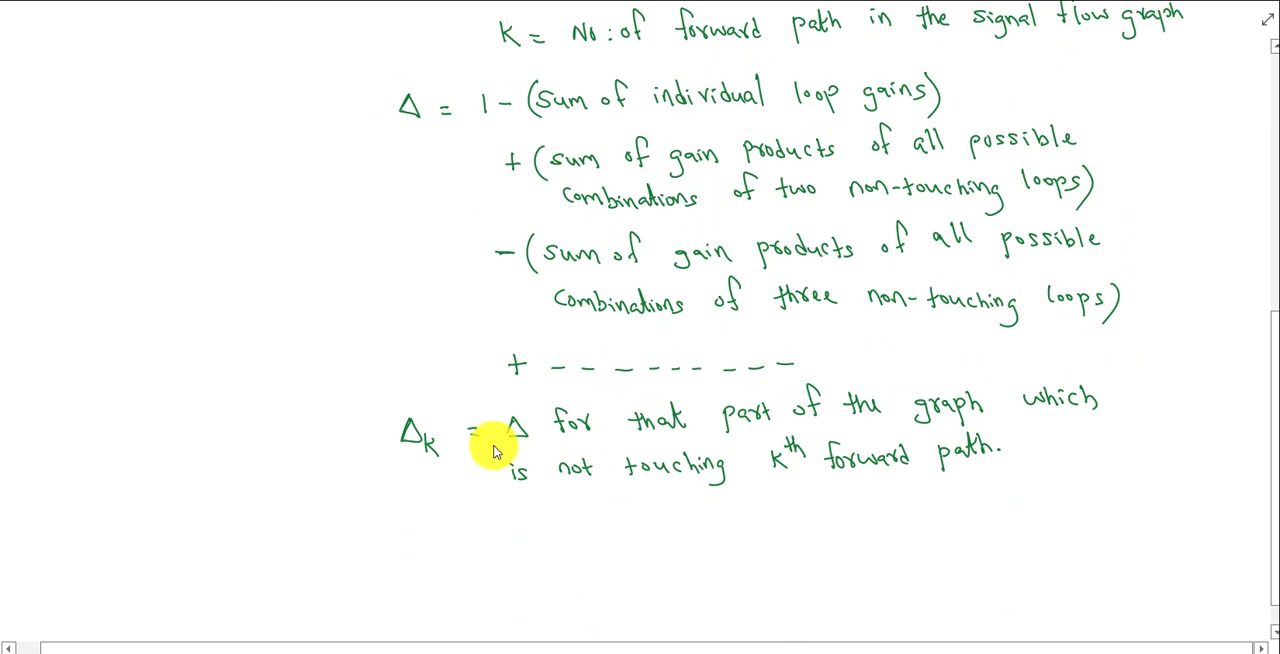 K = No: of forward path in the signal flow graph
Δ = 1 - (sum of individual loop gains)
+ (sum of gain products of all possible
combinations of two non-touching loops)
- (sum of gain products of all possible
combinations of three non-touching loops)
+ - - - - - - - - -
ΔK = Δ for that part of the graph which
is not touching Kth forward path.